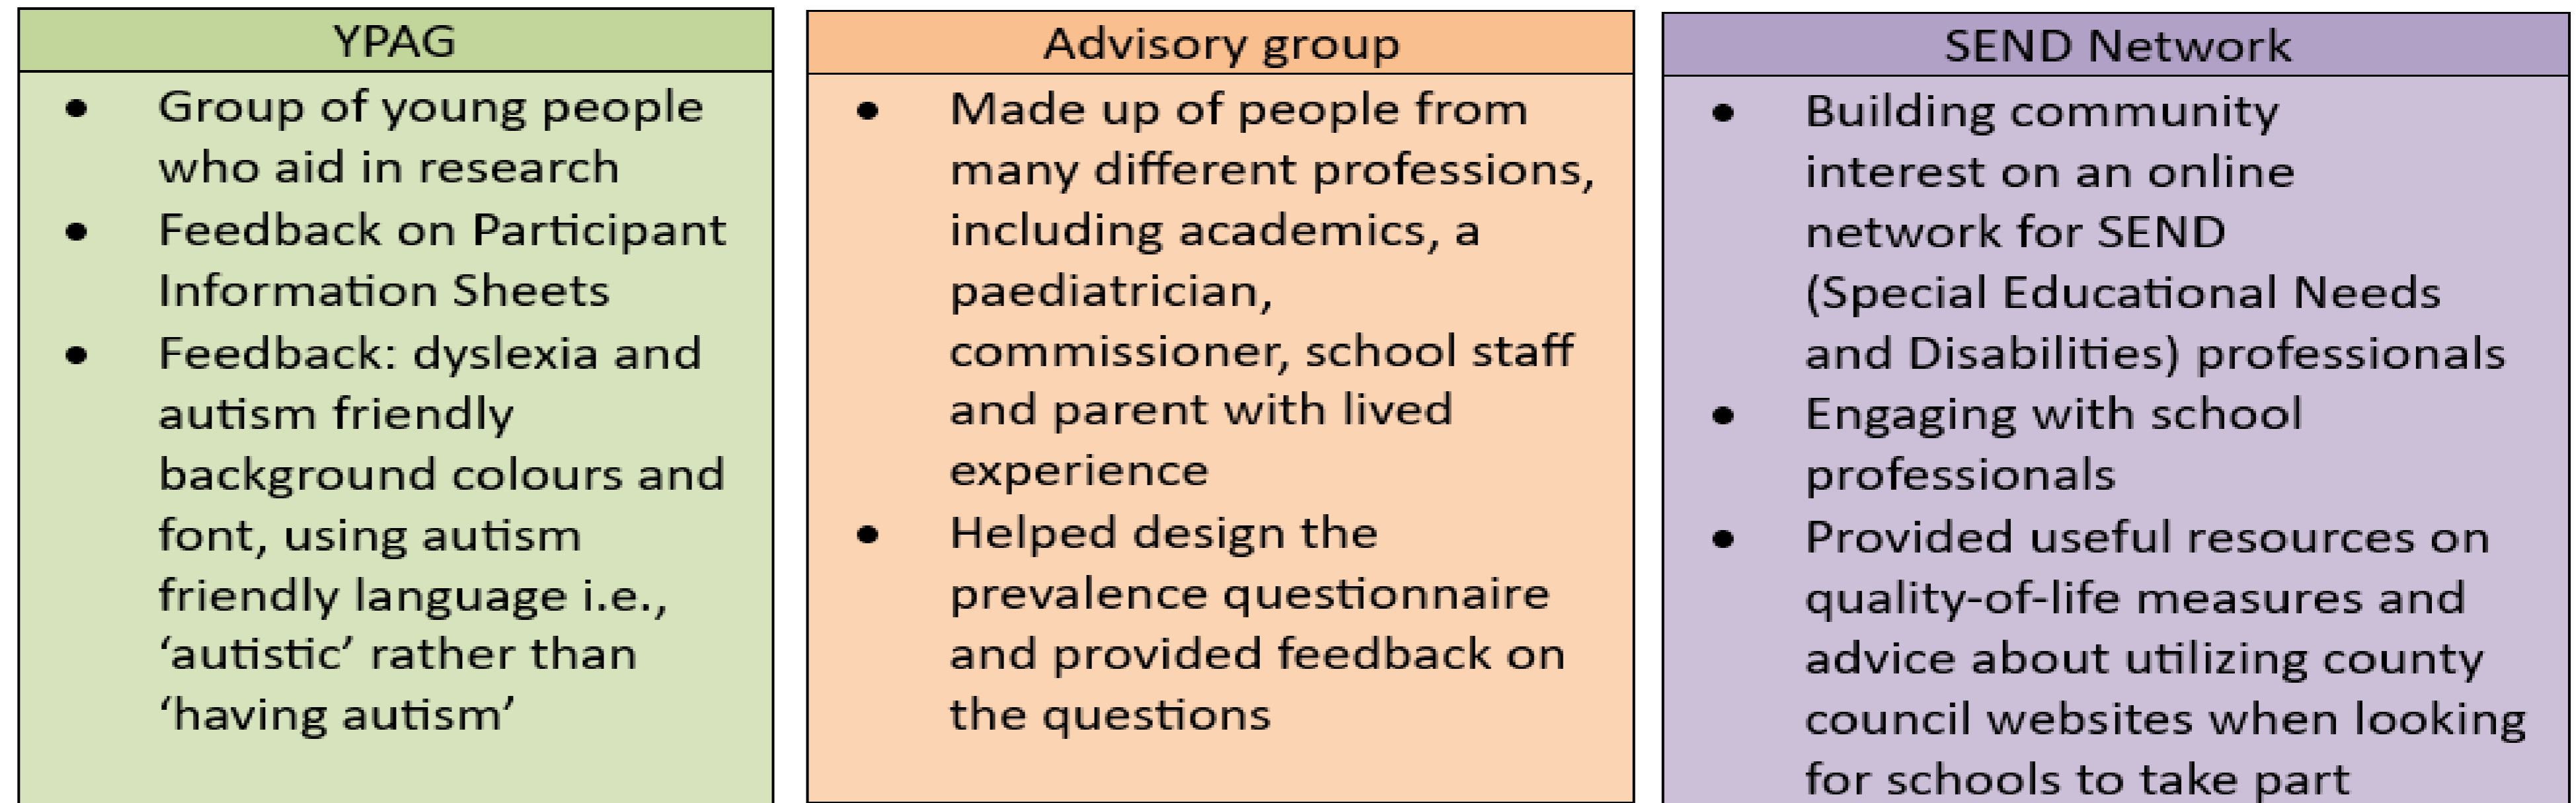 YPAG
• Group of young people
who aid in research
• Feedback on Participant
Information Sheets
• Feedback: dyslexia and
autism friendly
background colours and
font, using autism
friendly language i.e.,
‘autistic’ rather than
‘having autism’
Advisory group
• Made up of people from
many different professions,
including academics, a
paediatrician,
commissioner, school staff
and parent with lived
experience
• Helped design the
prevalence questionnaire
and provided feedback on
the questions
SEND Network
• Building community
interest on an online
network for SEND
(Special Educational Needs
and Disabilities) professionals
• Engaging with school
professionals
• Provided useful resources on
quality-of-life measures and
advice about utilizing county
council websites when looking
for schools to take part